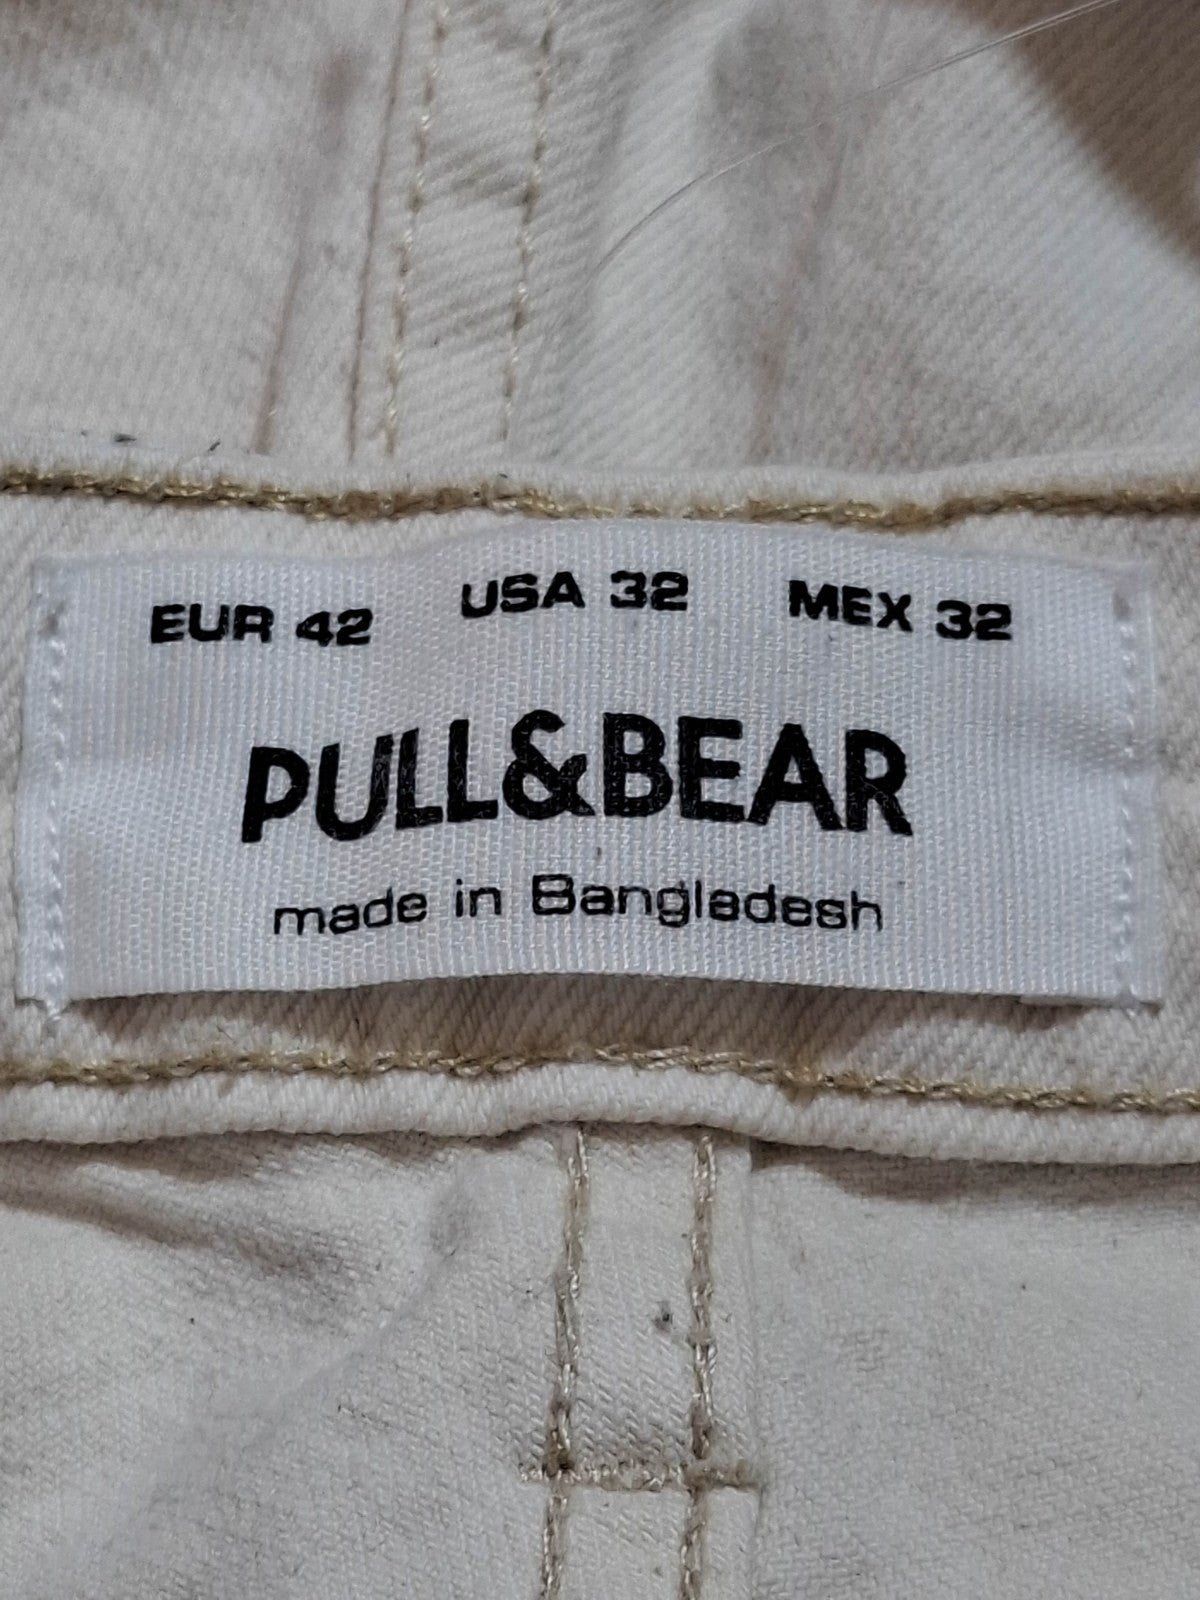 EUR 42 USA 32 MEX 32
PULL&BEAR
made in Bangladesh